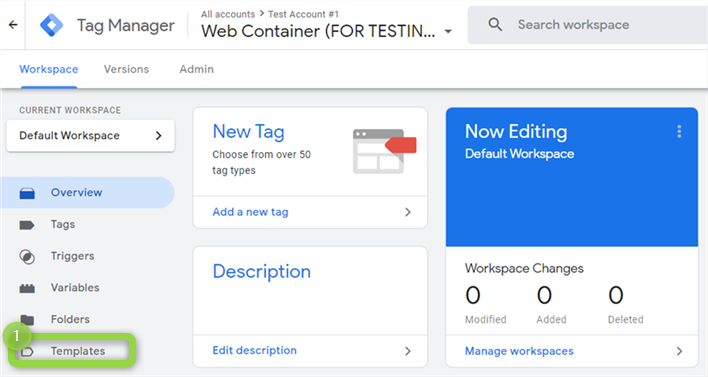 Tag Manager
All accounts > Test Account #1
Web Container (FOR TESTIN...
Search workspace
Workspace
Versions
Admin
CURRENT WORKSPACE
Default Workspace
Overview
Tags
Triggers
Variables
Folders
1
Templates
New Tag
Choose from over 50
tag types
Add a new tag
Description
Edit description
Now Editing
Default Workspace
Workspace Changes
0
Modified
0
Added
0
Deleted
Manage workspaces